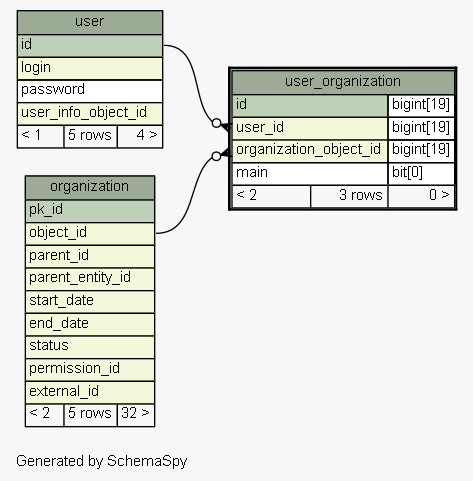 user
id
login
password
user_info_object_id
< 1 5 rows 4 >
user_organization
id bigint[19]
user_id bigint[19]
organization_object_id bigint[19]
main bit[0]
< 2 3 rows 0 >
organization
pk_id
object_id
parent_id
parent_entity_id
start_date
end_date
status
permission_id
external_id
< 2 5 rows 32 >
Generated by SchemaSpy